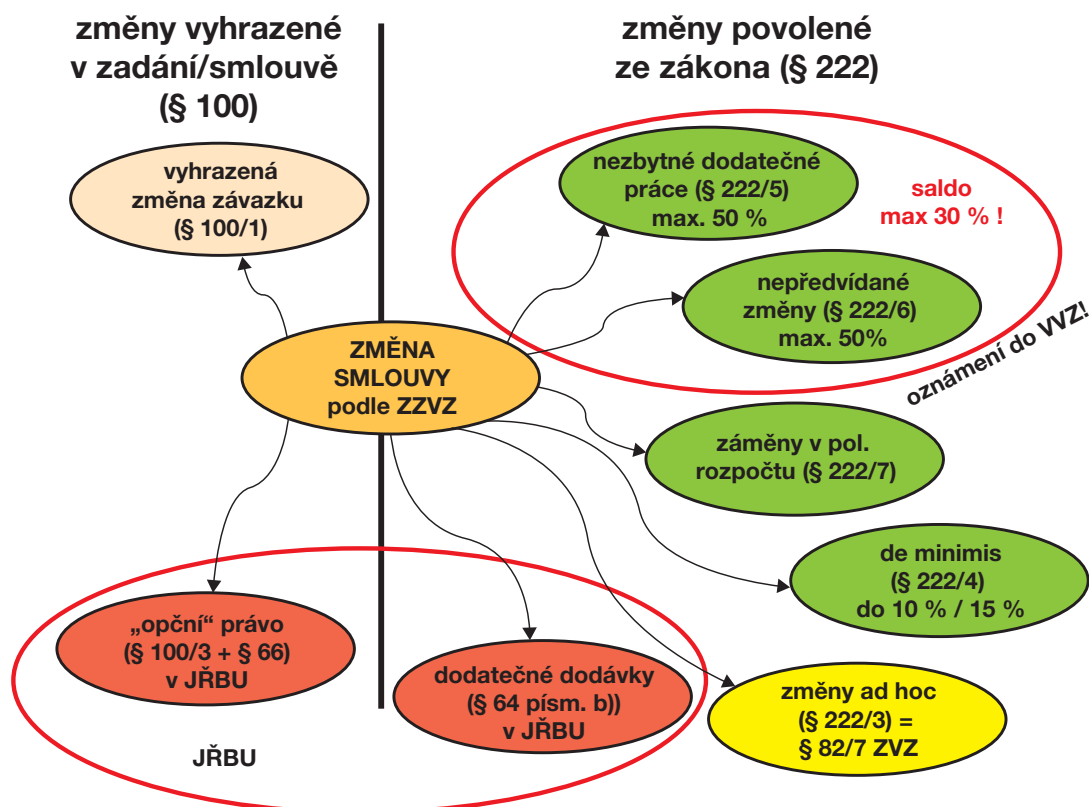 změny vyhrazené
v zadání/smlouvě
(§ 100)
změny povolené
ze zákona (§ 222)
vyhrazená
změna závazku
(§ 100/1)
nezbytné dodatečné
práce (§ 222/5)
max. 50 %
saldo
max 30 % !
nepředvídané
změny (§ 222/6)
max. 50%
oznámení do VVZ!
ZMĚNA
SMLOUVY
podle ZZVZ
záměny v pol.
rozpočtu (§ 222/7)
de minimis
(§ 222/4)
do 10 % / 15 %
„opční“ právo
(§ 100/3 + § 66)
v JŘBU
dodatečné dodávky
(§ 64 písm. b))
v JŘBU
změny ad hoc
(§ 222/3) =
§ 82/7 ZVZ
JŘBU